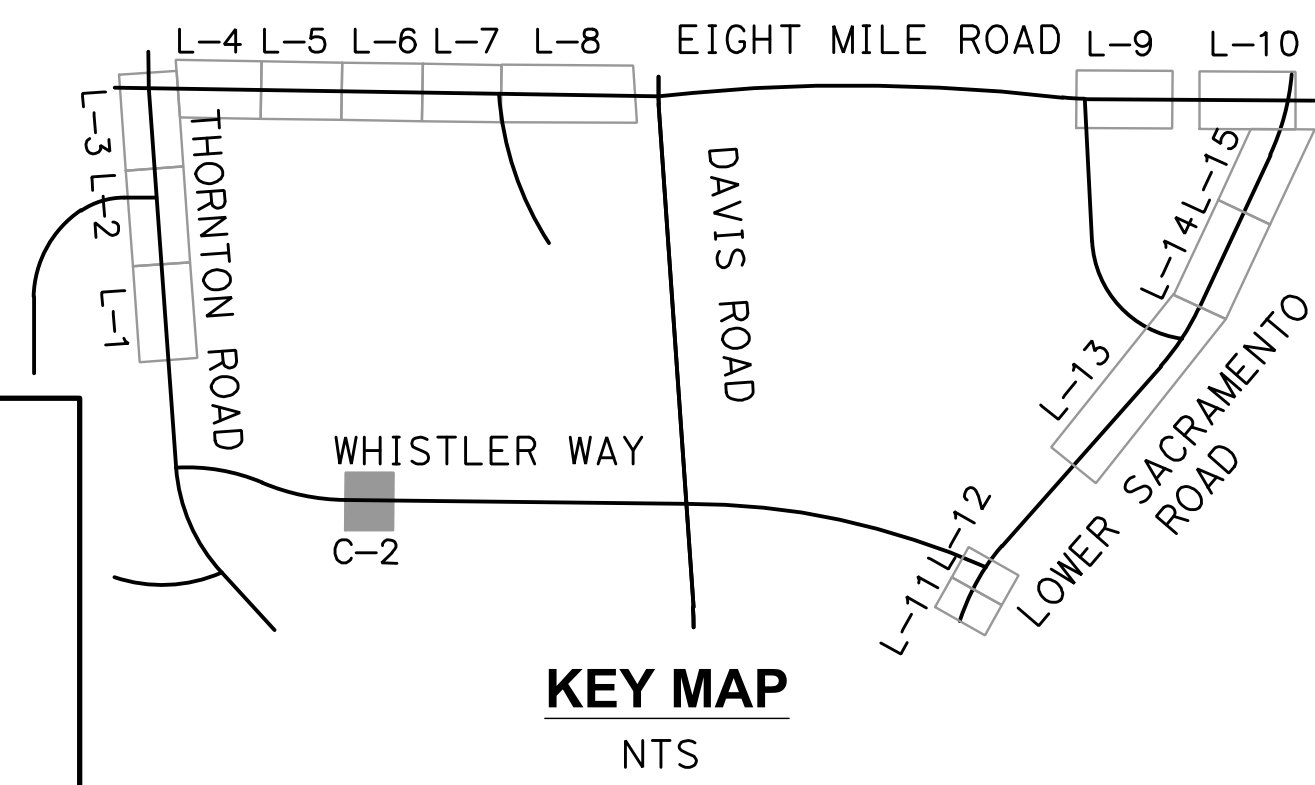 L-4 L-5 L-6 L-7 L-8 EIGHT MILE ROAD L-9 L-10
L-3
L-2
L-1
THORNTON ROAD
DAVIS ROAD
L-15
L-14
L-13
LOWER SACRAMENTO
ROAD
WHISTLER WAY
C-2
L-12
L-11
KEY MAP
NTS